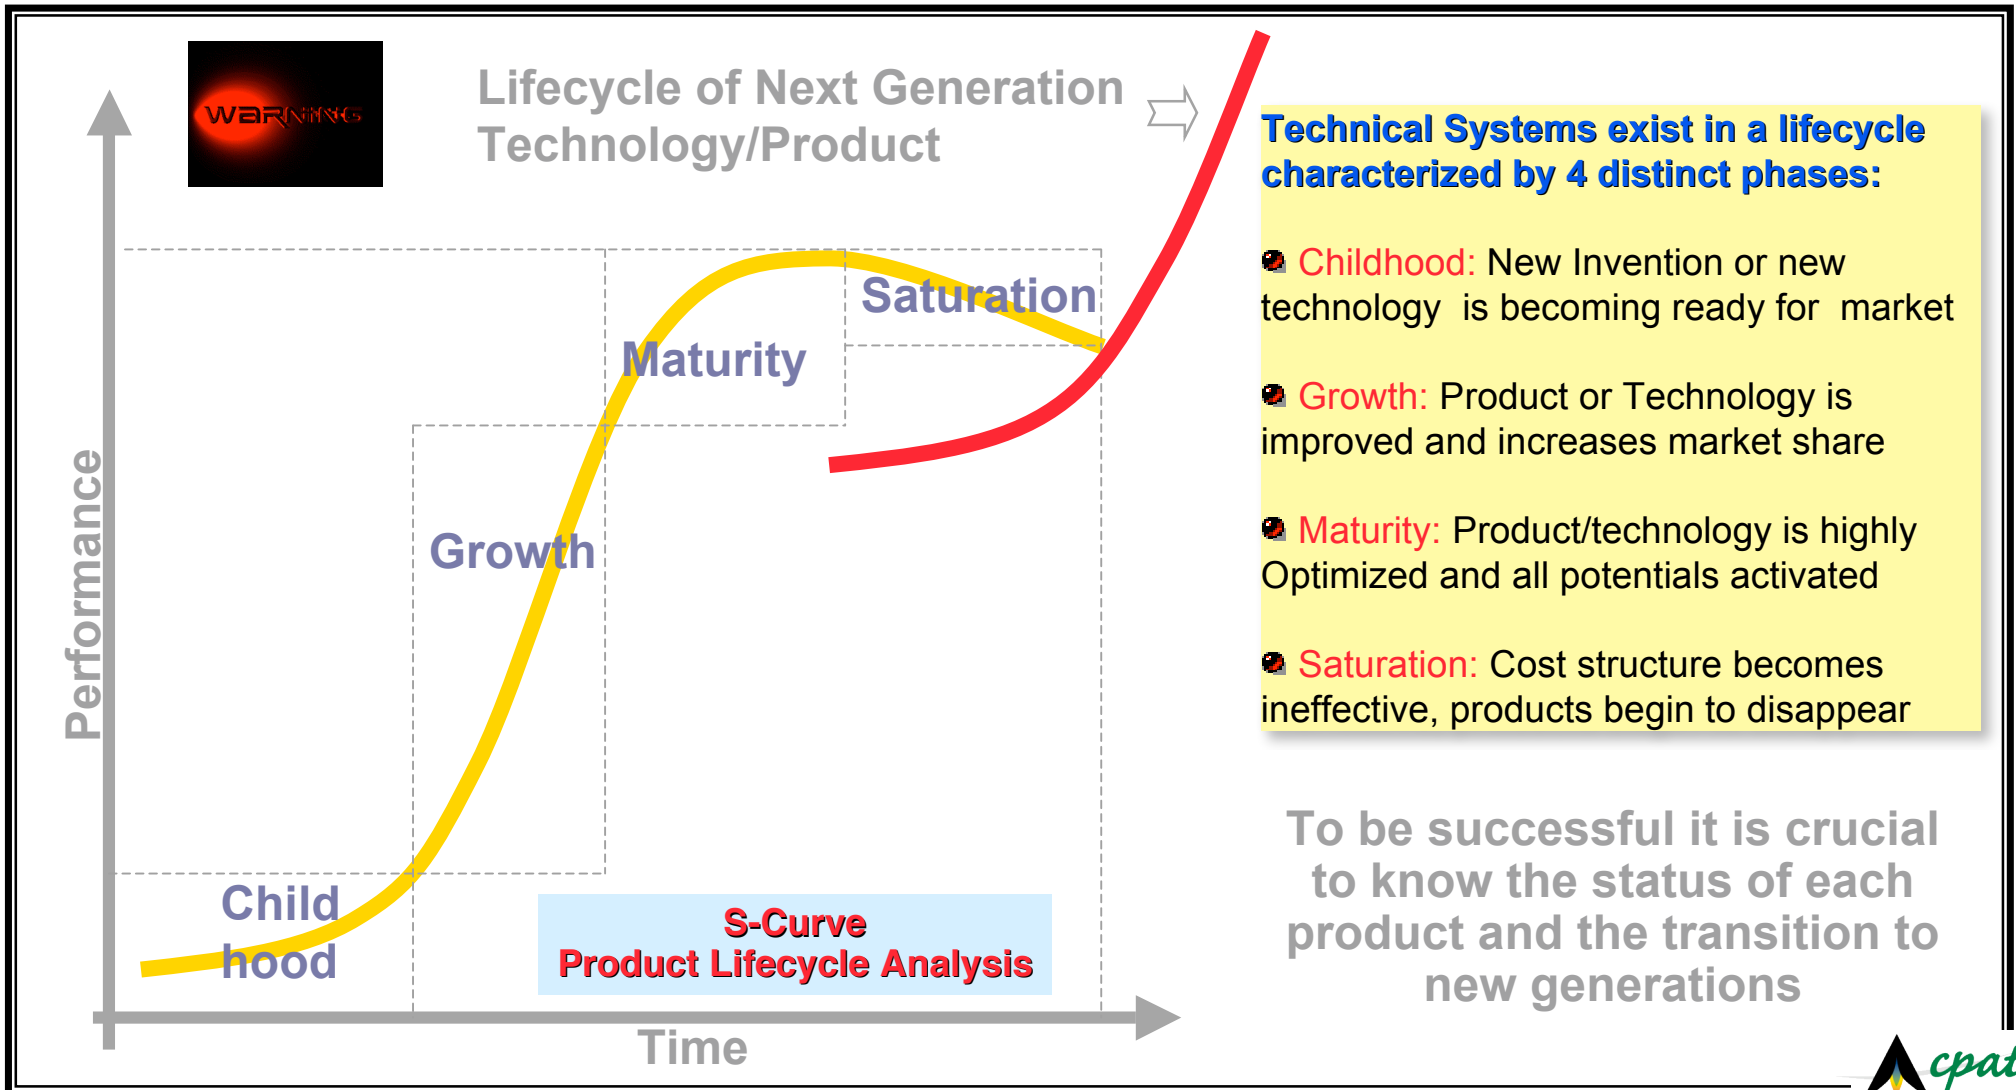 WARNING
Lifecycle of Next Generation
Technology/Product
Technical Systems exist in a lifecycle
characterized by 4 distinct phases:
Childhood: New Invention or new
technology is becoming ready for market
Growth: Product or Technology is
improved and increases market share
Maturity: Product/technology is highly
Optimized and all potentials activated
Saturation: Cost structure becomes
ineffective, products begin to disappear
Saturation
Maturity
Growth
Child
hood
Performance
S-Curve
Product Lifecycle Analysis
Time
To be successful it is crucial
to know the status of each
product and the transition to
new generations